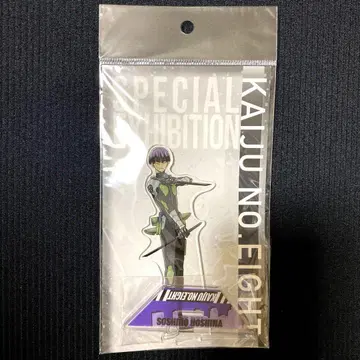 SPECIAL
EXHIBITION
KAIJU NO.EIGHT
KAIJU NO.EIGHT
SOSHIRO HOSHINA